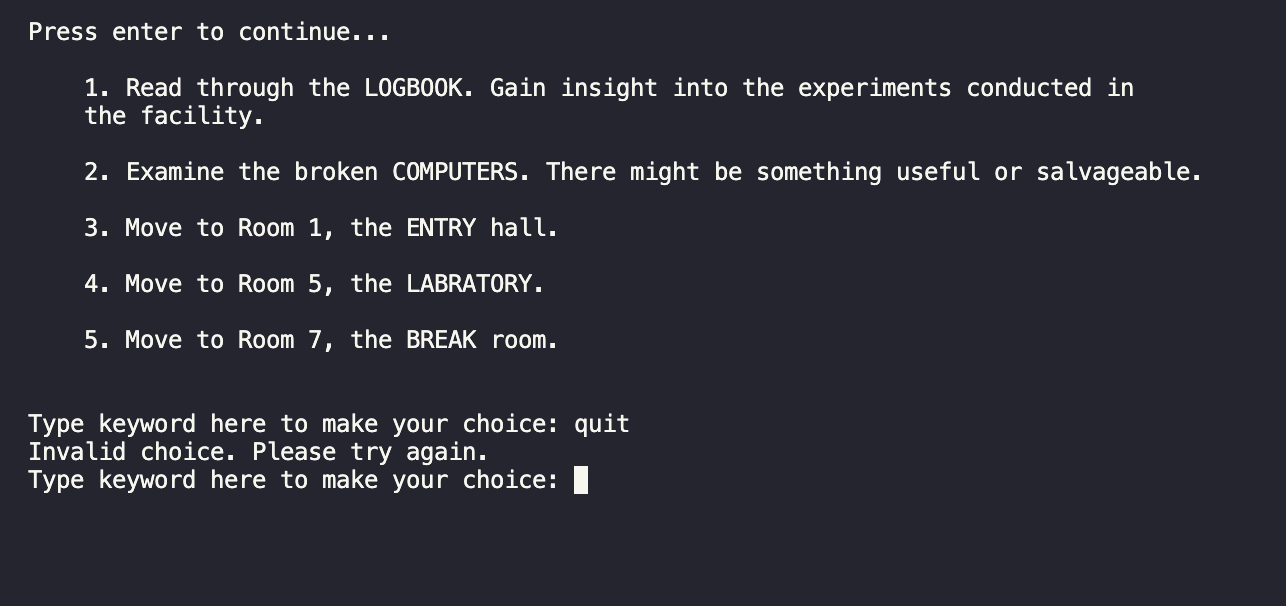 Press enter to continue...
1. Read through the LOGBOOK. Gain insight into the experiments conducted in
the facility.
2. Examine the broken COMPUTERS. There might be something useful or salvageable.
3. Move to Room 1, the ENTRY hall.
4. Move to Room 5, the LABRATORY.
5. Move to Room 7, the BREAK room.
Type keyword here to make your choice: quit
Invalid choice. Please try again.
Type keyword here to make your choice: